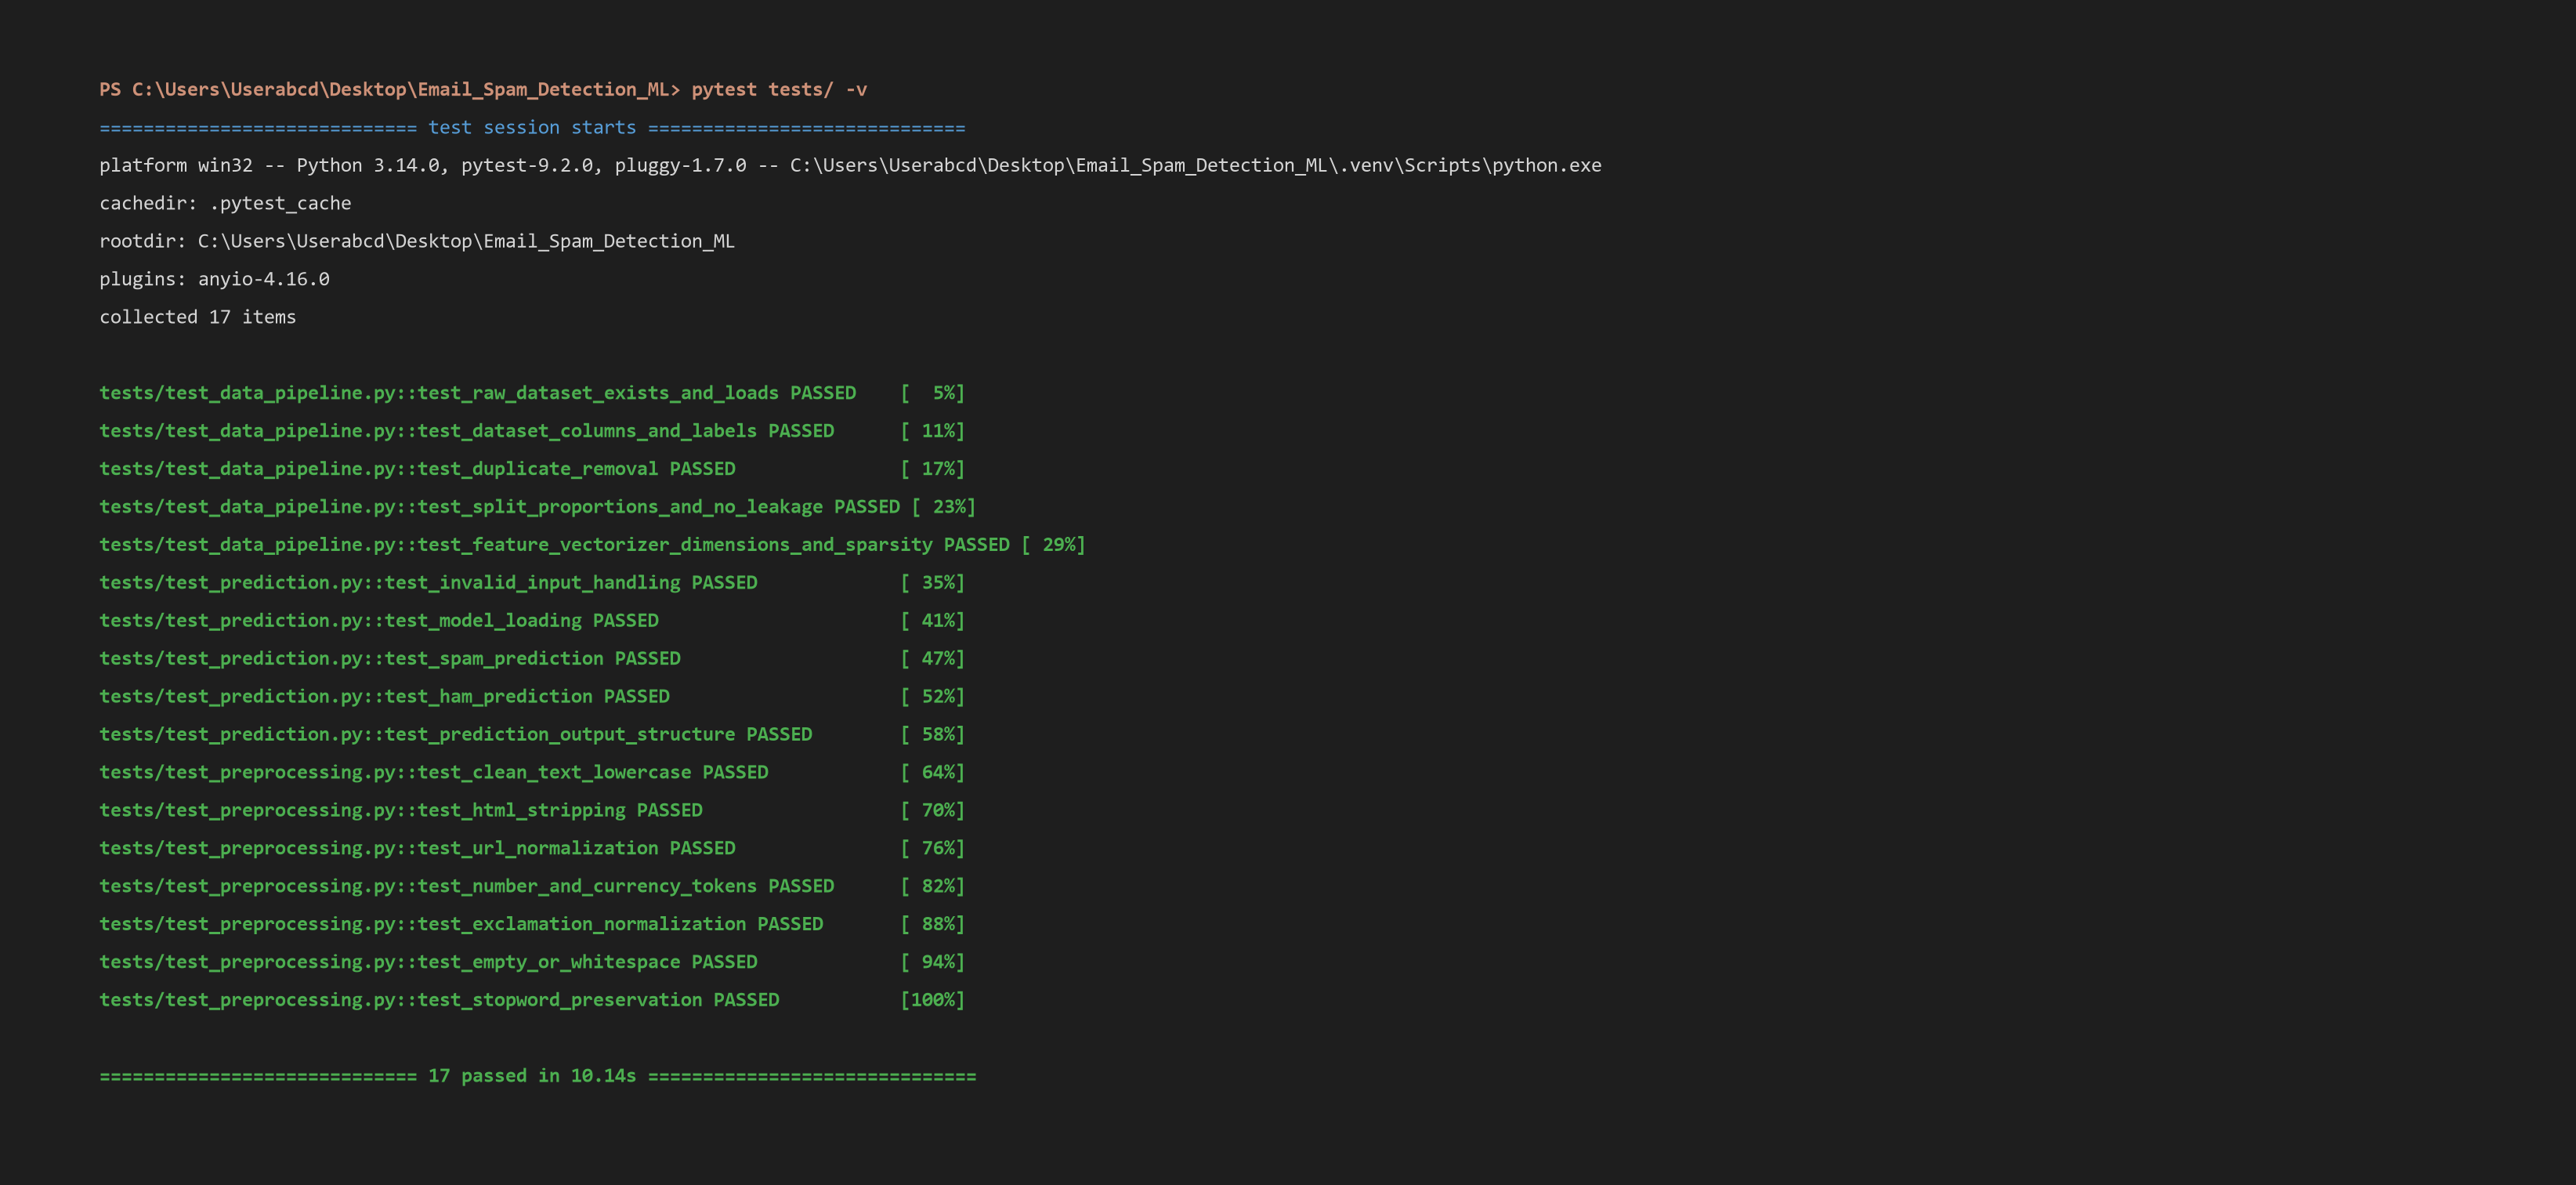 PS C:\Users\Userabcd\Desktop\Email_Spam_Detection_ML> pytest tests/ -v
============================= test session starts =============================
platform win32 -- Python 3.14.0, pytest-9.2.0, pluggy-1.7.0 -- C:\Users\Userabcd\Desktop\Email_Spam_Detection_ML\.venv\Scripts\python.exe
cachedir: .pytest_cache
rootdir: C:\Users\Userabcd\Desktop\Email_Spam_Detection_ML
plugins: anyio-4.16.0
collected 17 items

tests/test_data_pipeline.py::test_raw_dataset_exists_and_loads PASSED    [  5%]
tests/test_data_pipeline.py::test_dataset_columns_and_labels PASSED      [ 11%]
tests/test_data_pipeline.py::test_duplicate_removal PASSED               [ 17%]
tests/test_data_pipeline.py::test_split_proportions_and_no_leakage PASSED [ 23%]
tests/test_data_pipeline.py::test_feature_vectorizer_dimensions_and_sparsity PASSED [ 29%]
tests/test_prediction.py::test_invalid_input_handling PASSED             [ 35%]
tests/test_prediction.py::test_model_loading PASSED                      [ 41%]
tests/test_prediction.py::test_spam_prediction PASSED                    [ 47%]
tests/test_prediction.py::test_ham_prediction PASSED                     [ 52%]
tests/test_prediction.py::test_prediction_output_structure PASSED        [ 58%]
tests/test_preprocessing.py::test_clean_text_lowercase PASSED            [ 64%]
tests/test_preprocessing.py::test_html_stripping PASSED                  [ 70%]
tests/test_preprocessing.py::test_url_normalization PASSED               [ 76%]
tests/test_preprocessing.py::test_number_and_currency_tokens PASSED      [ 82%]
tests/test_preprocessing.py::test_exclamation_normalization PASSED       [ 88%]
tests/test_preprocessing.py::test_empty_or_whitespace PASSED             [ 94%]
tests/test_preprocessing.py::test_stopword_preservation PASSED           [100%]

============================= 17 passed in 10.14s ==============================